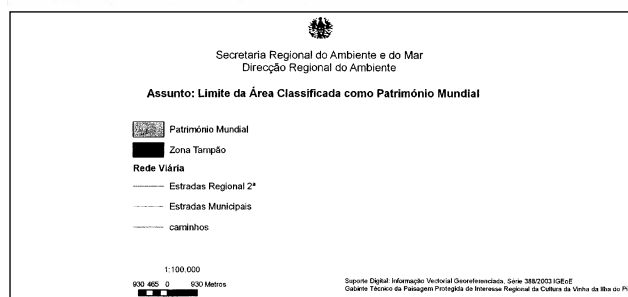 Secretaria Regional do Ambiente e do Mar
Direcção Regional do Ambiente
Assunto: Limite da Área Classificada como Património Mundial
Património Mundial
Zona Tampão
Rede Viária
Estradas Regional 2ª
Estradas Municipais
caminhos
1:100.000
930 465 0 930 Metros
Suporte Digital: Informação Vectorial Georeferenciada, Série 388/2003 IGEoE
Gabinte Técnico da Paisagem Protegida de Interesse Regional da Cultura da Vinha da Ilha do Pi